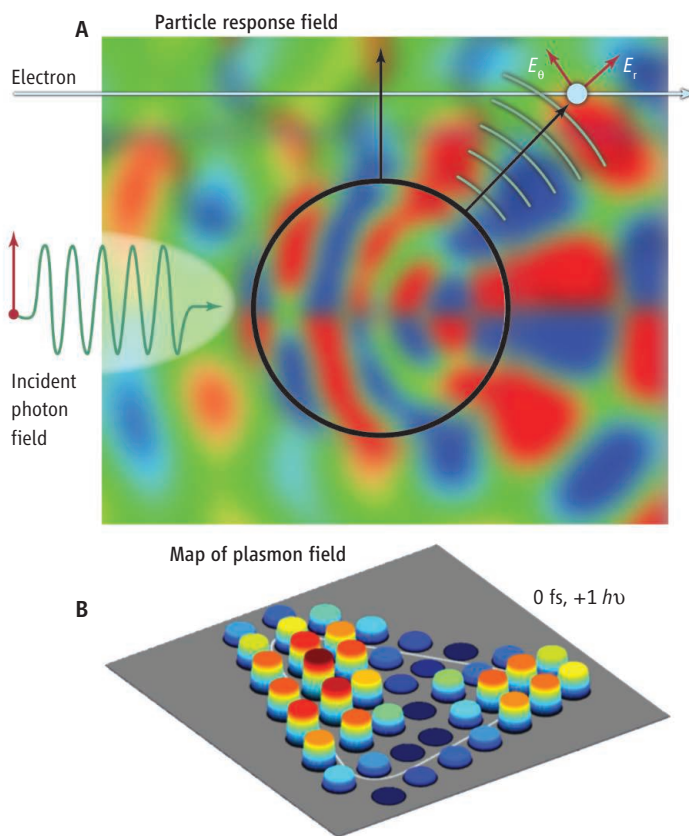 Particle response field
A
Electron
Eθ
Er
Incident
photon
field
Map of plasmon field
B
0 fs, +1 hυ